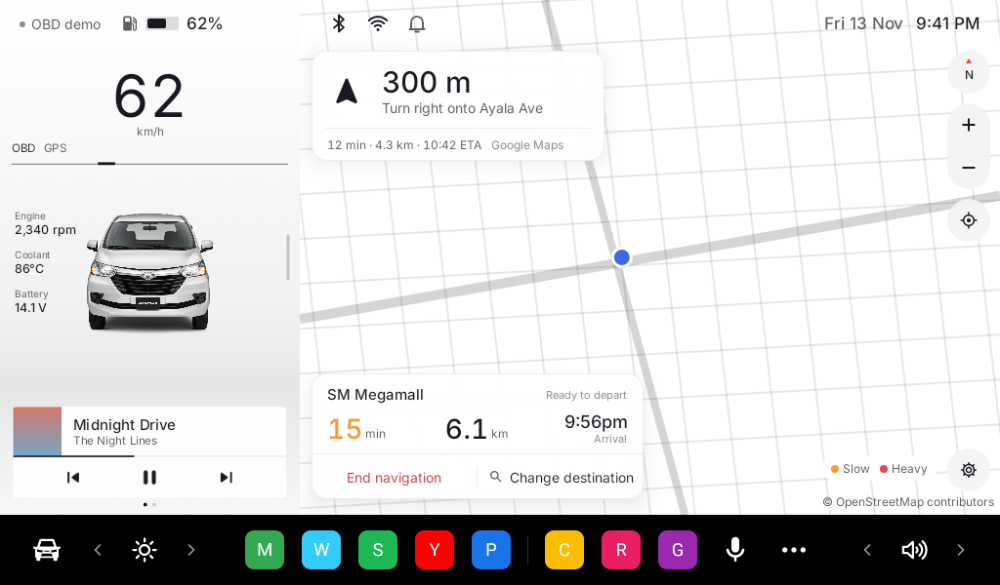 OBD demo
62%
Fri 13 Nov 9:41 PM
62
km/h
OBD GPS
300 m
Turn right onto Ayala Ave
12 min · 4.3 km · 10:42 ETA Google Maps
N
+
−
Engine
2,340 rpm
Coolant
86°C
Battery
14.1 V
SM Megamall
Ready to depart
15 min
6.1 km
9:56pm
Arrival
End navigation
Change destination
Midnight Drive
The Night Lines
Slow
Heavy
© OpenStreetMap contributors
M W S Y P C R G